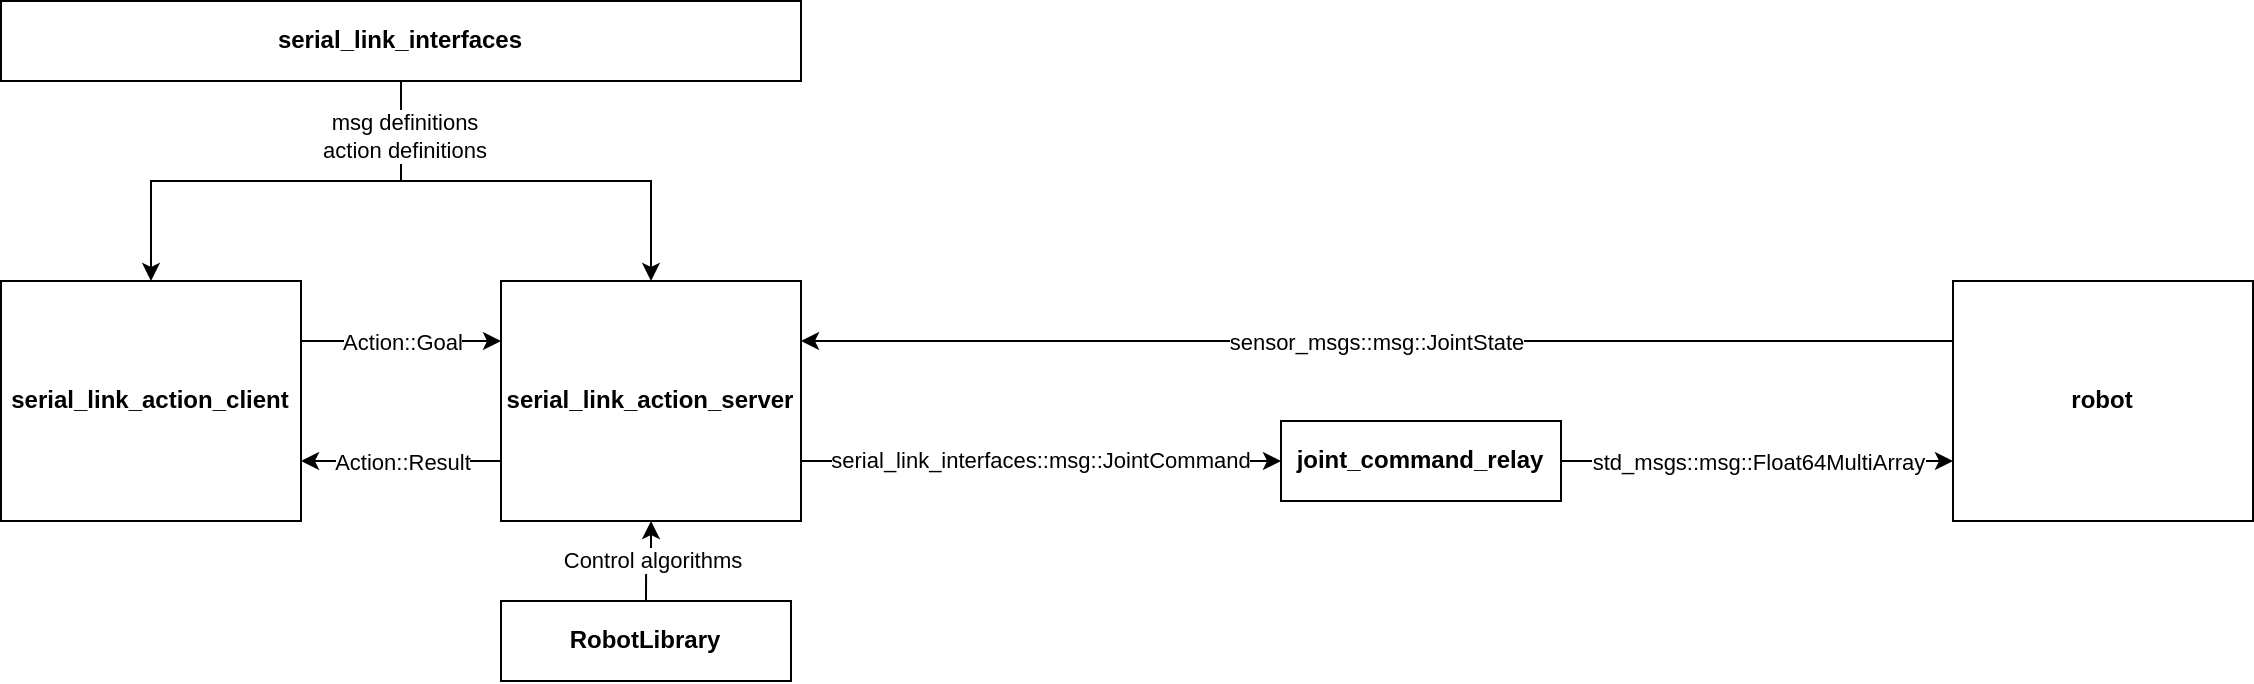 serial_link_interfaces
msg definitions
action definitions
Action::Goal
sensor_msgs::msg::JointState
serial_link_action_client
serial_link_action_server
robot
Action::Result
serial_link_interfaces::msg::JointCommand
joint_command_relay
std_msgs::msg::Float64MultiArray
Control algorithms
RobotLibrary